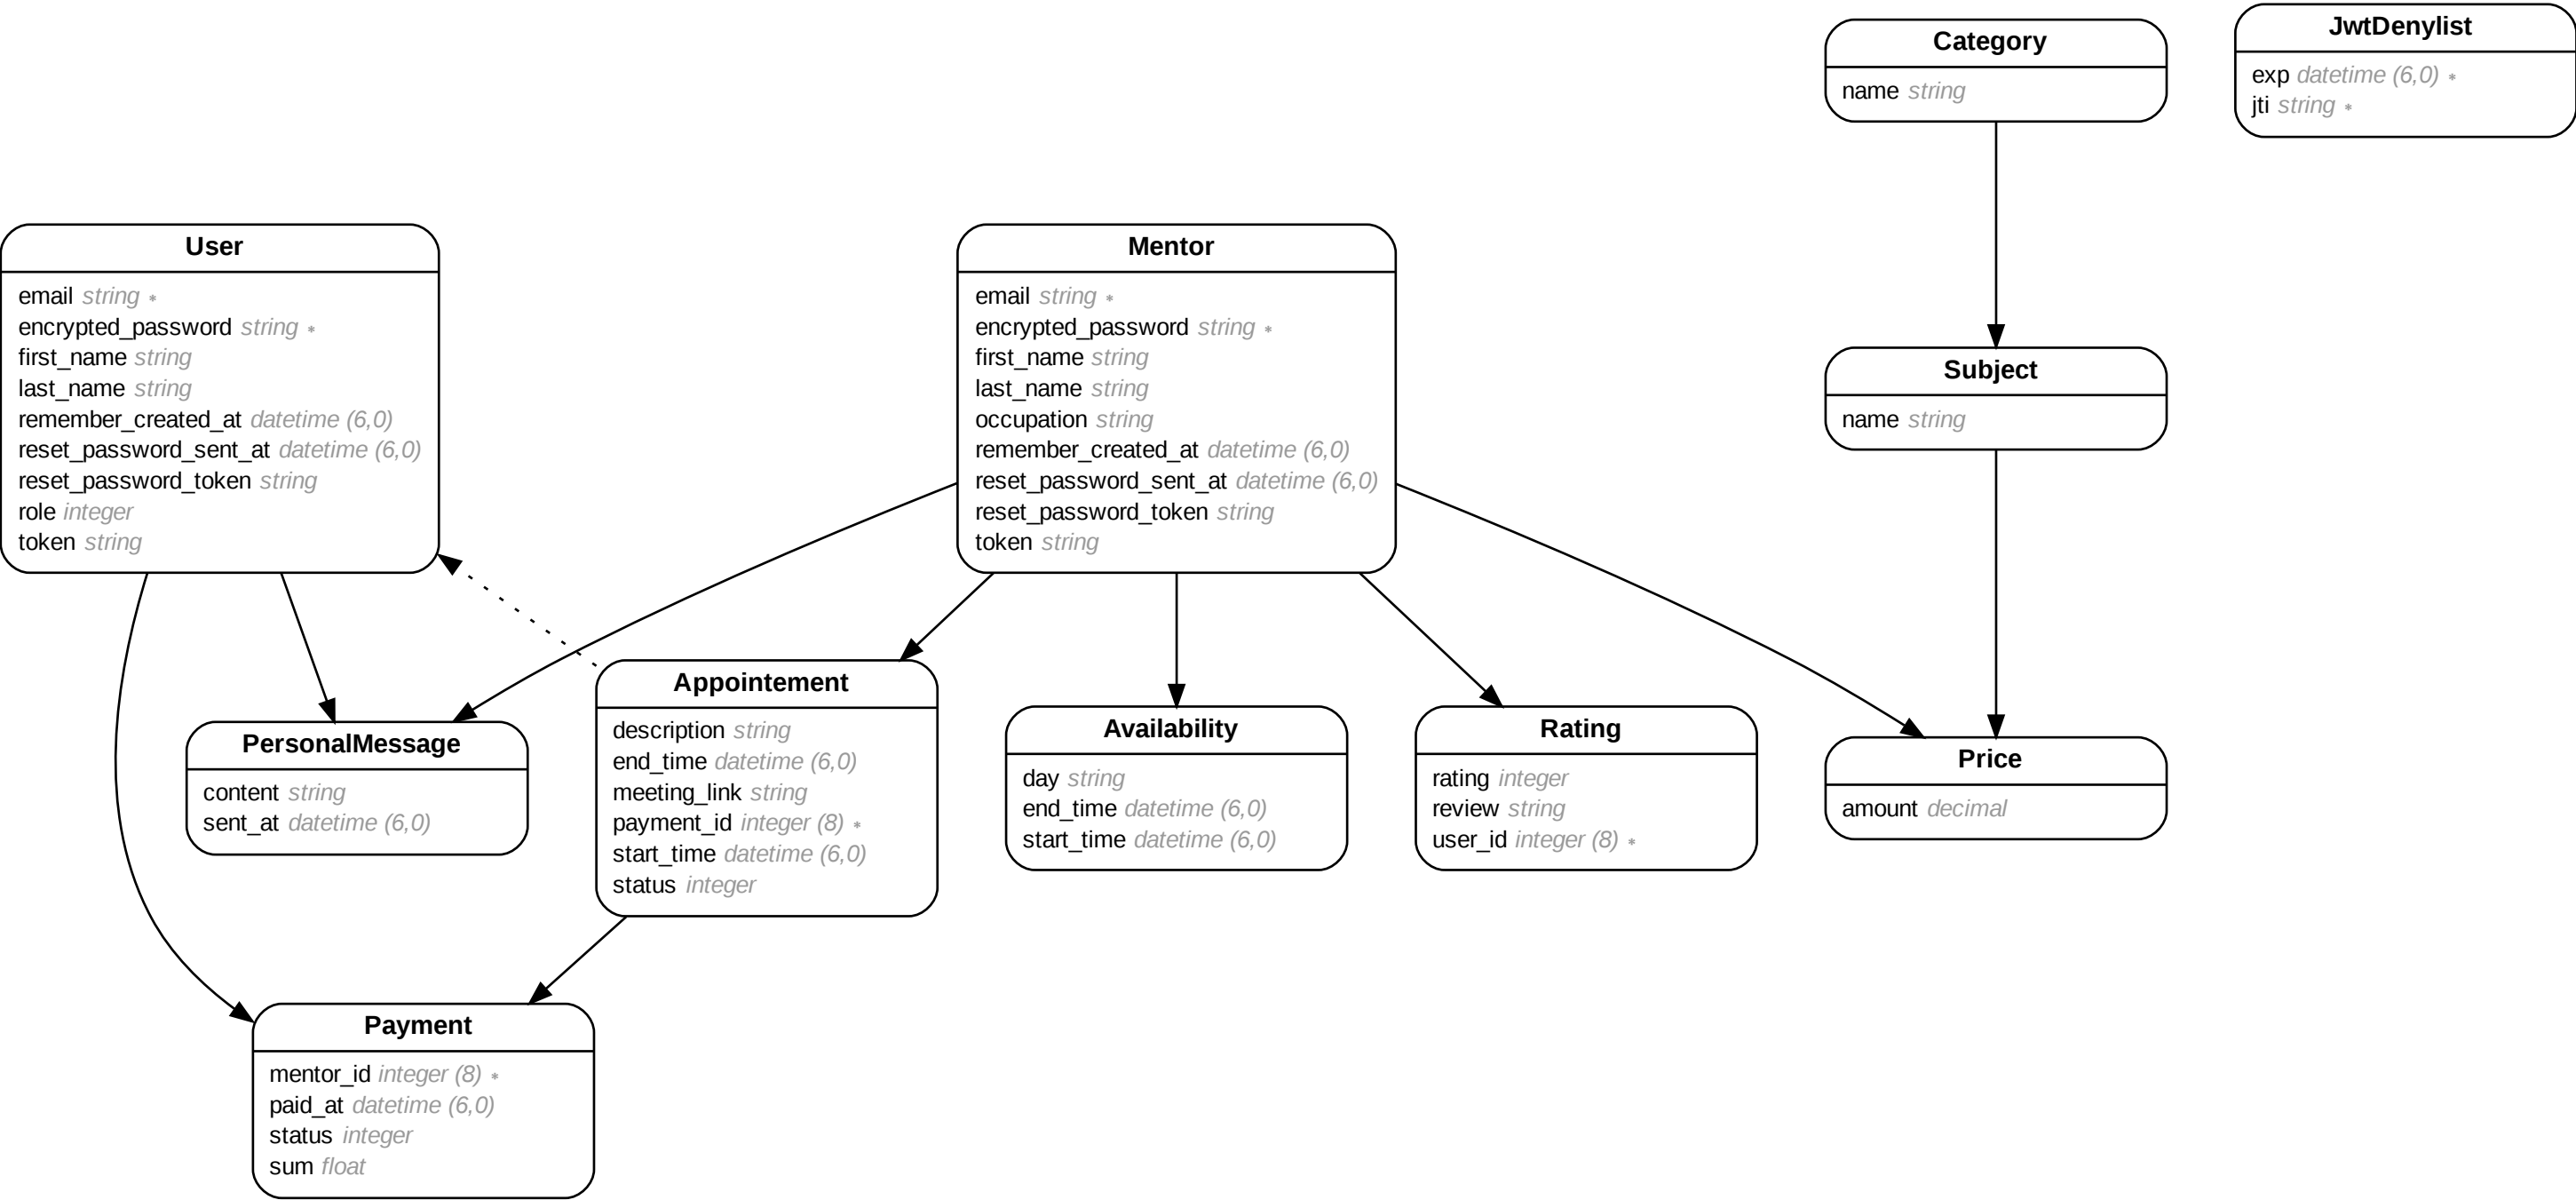 Category
name string
JwtDenylist
exp datetime (6,0) *
jti string *
User
email string *
encrypted_password string *
first_name string
last_name string
remember_created_at datetime (6,0)
reset_password_sent_at datetime (6,0)
reset_password_token string
role integer
token string
Mentor
email string *
encrypted_password string *
first_name string
last_name string
occupation string
remember_created_at datetime (6,0)
reset_password_sent_at datetime (6,0)
reset_password_token string
token string
Subject
name string
PersonalMessage
content string
sent_at datetime (6,0)
Appointement
description string
end_time datetime (6,0)
meeting_link string
payment_id integer (8) *
start_time datetime (6,0)
status integer
Availability
day string
end_time datetime (6,0)
start_time datetime (6,0)
Rating
rating integer
review string
user_id integer (8) *
Price
amount decimal
Payment
mentor_id integer (8) *
paid_at datetime (6,0)
status integer
sum float